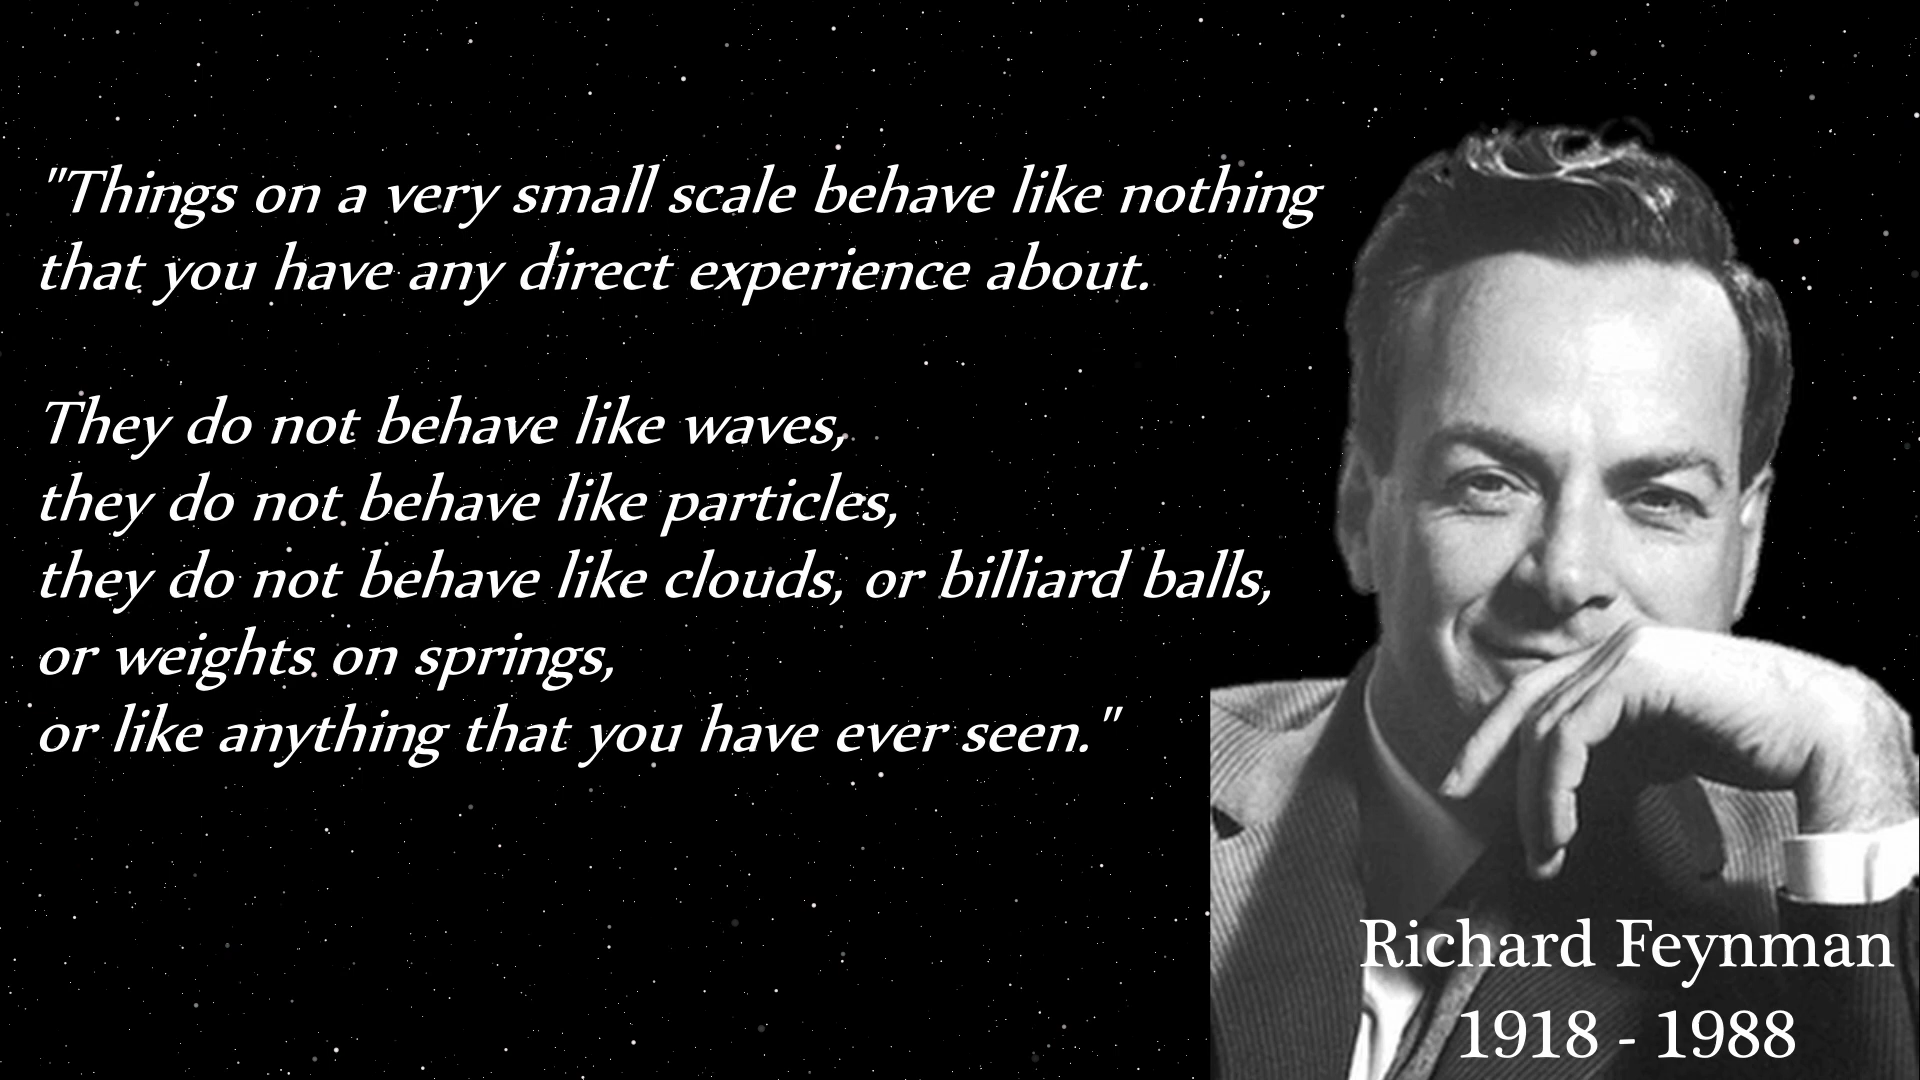 "Things on a very small scale behave like nothing
that you have any direct experience about.
They do not behave like waves,
they do not behave like particles,
they do not behave like clouds, or billiard balls,
or weights on springs,
or like anything that you have ever seen."
Richard Feynman
1918 - 1988